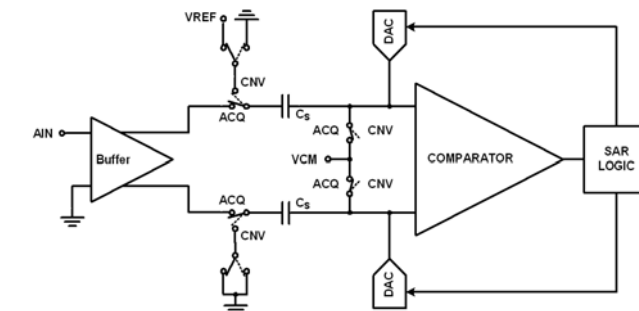 VREF
DAC
CNV
ACQ
Cs
AIN
Buffer
ACQ
CNV
VCM
COMPARATOR
SAR
LOGIC
ACQ
CNV
ACQ
Cs
CNV
DAC